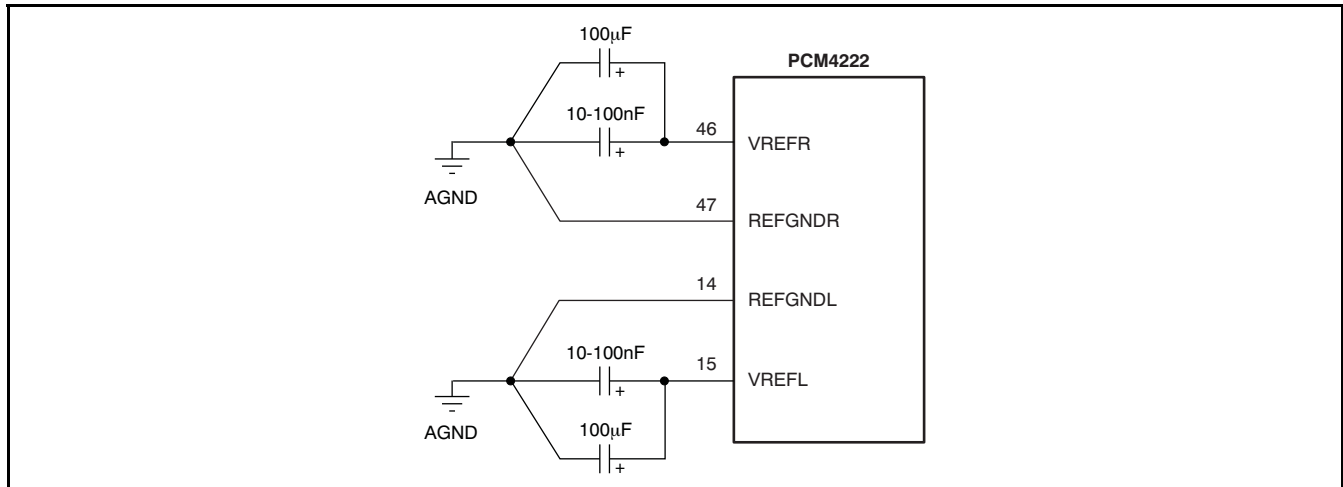 100μF
+
PCM4222
10-100nF
+
46
VREFR
AGND
47
REFGNDR
14
REFGNDL
10-100nF
+
15
VREFL
AGND
100μF
+